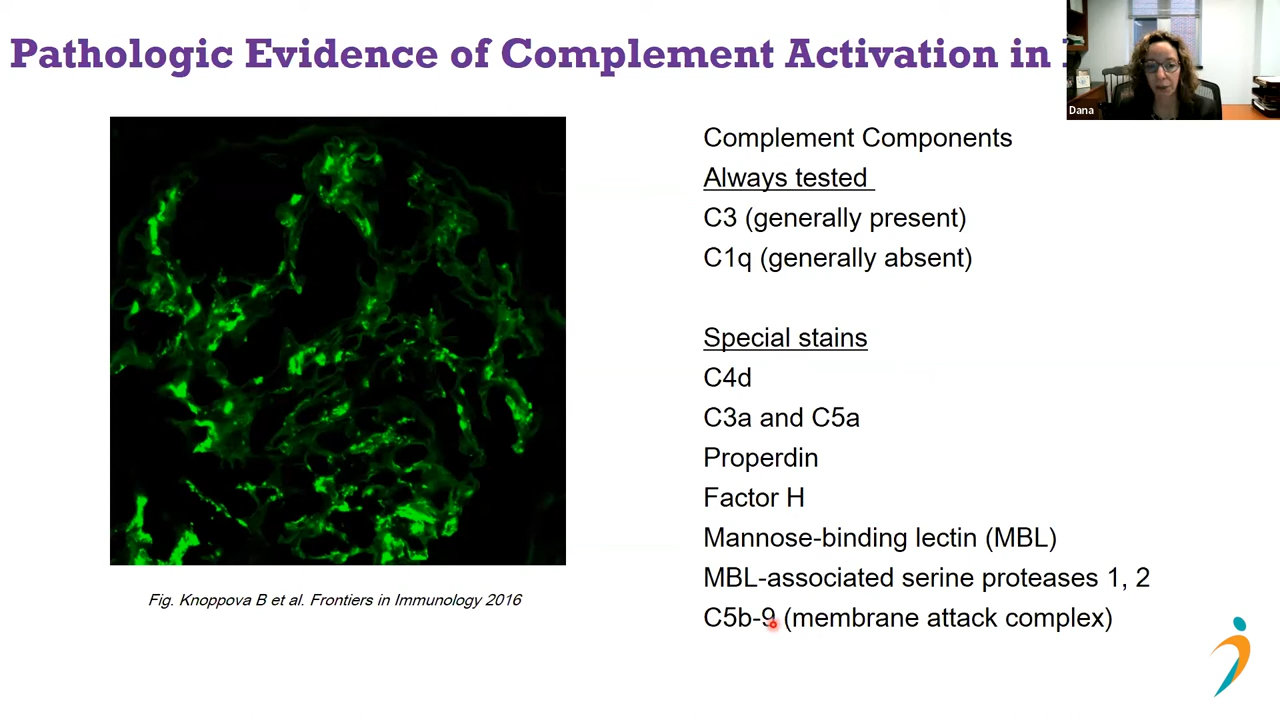 Pathologic Evidence of Complement Activation in
Dana
Complement Components
Always tested
C3 (generally present)
C1q (generally absent)
Special stains
C4d
C3a and C5a
Properdin
Factor H
Mannose-binding lectin (MBL)
MBL-associated serine proteases 1, 2
C5b-9 (membrane attack complex)
Fig. Knoppova B et al. Frontiers in Immunology 2016